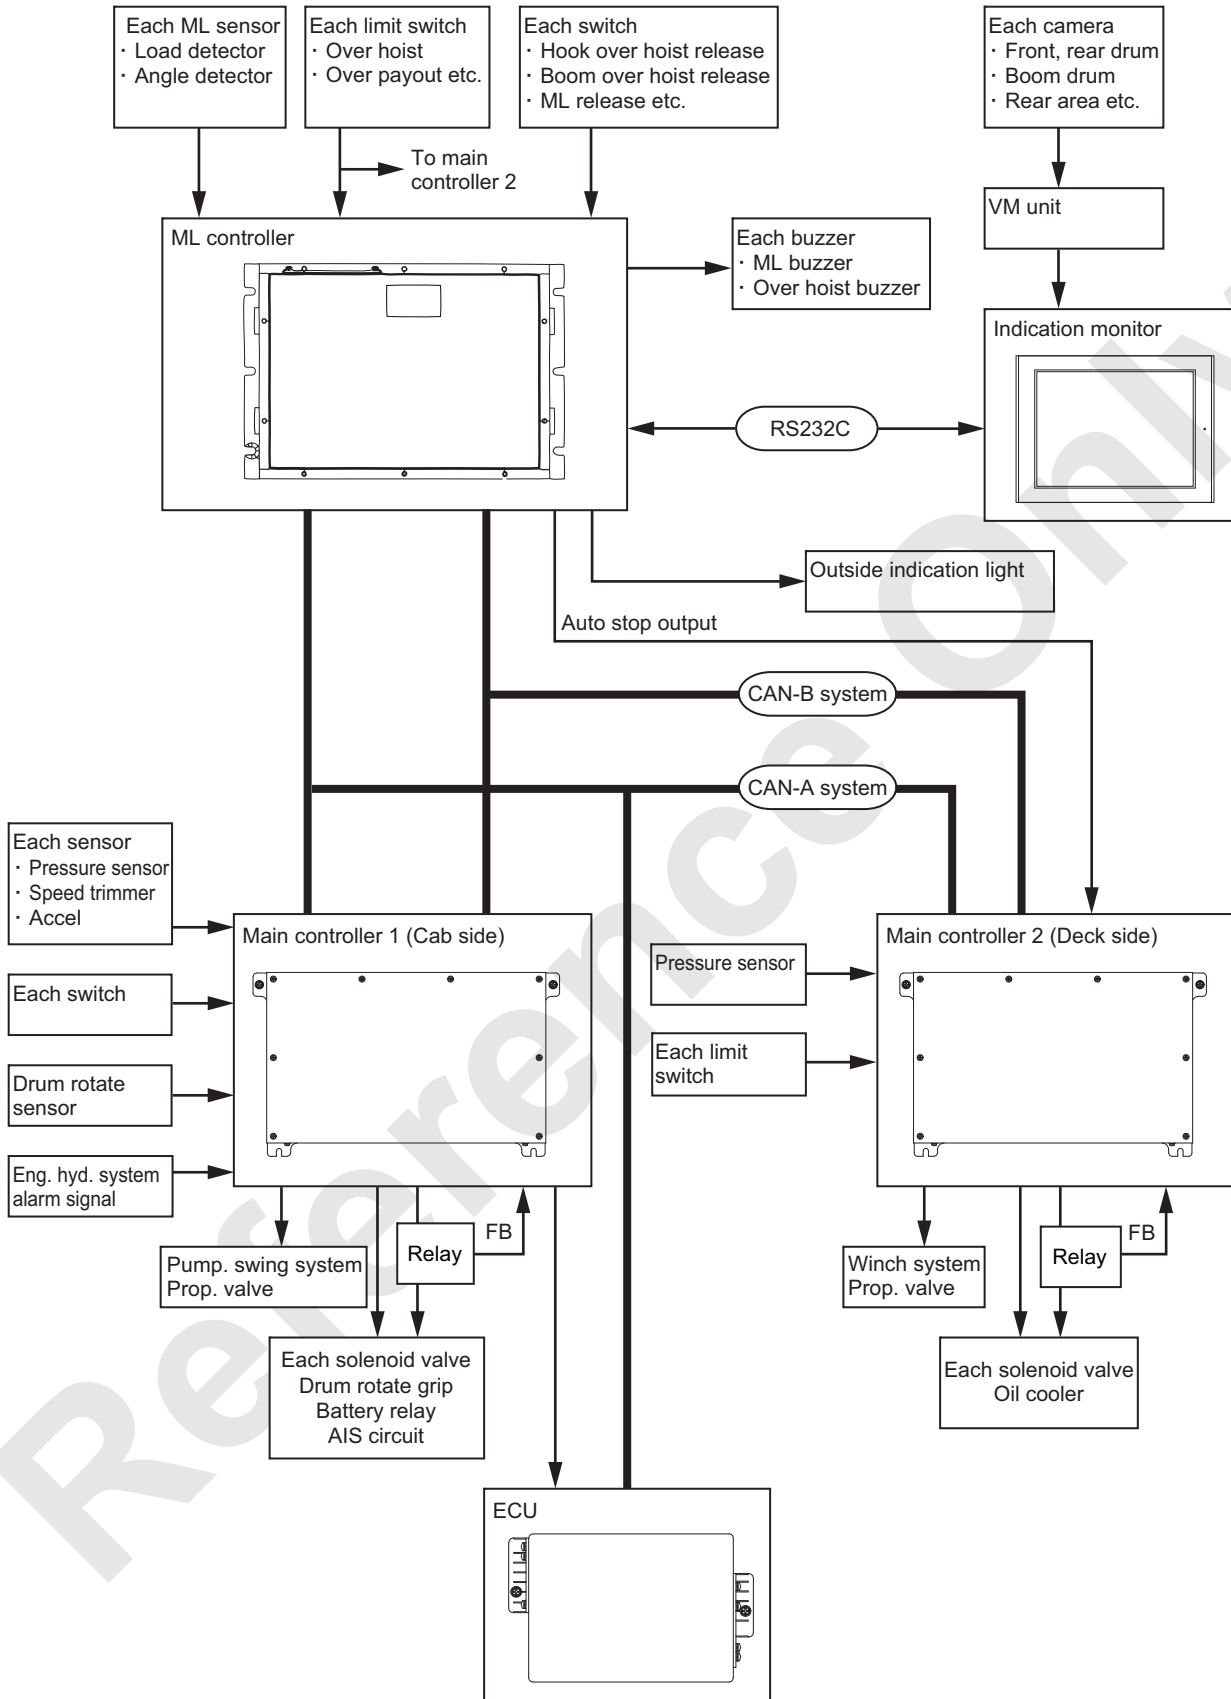 Each ML sensor
· Load detector
· Angle detector
Each limit switch
· Over hoist
· Over payout etc.
Each switch
· Hook over hoist release
· Boom over hoist release
· ML release etc.
Each camera
· Front, rear drum
· Boom drum
· Rear area etc.
To main
controller 2
VM unit
ML controller
Each buzzer
· ML buzzer
· Over hoist buzzer
Indication monitor
RS232C
Outside indication light
Auto stop output
CAN-B system
CAN-A system
Each sensor
· Pressure sensor
· Speed trimmer
· Accel
Main controller 1 (Cab side)
Main controller 2 (Deck side)
Pressure sensor
Each switch
Each limit
switch
Drum rotate
sensor
Eng. hyd. system
alarm signal
FB
Relay
Pump. swing system
Prop. valve
FB
Relay
Winch system
Prop. valve
Each solenoid valve
Drum rotate grip
Battery relay
AIS circuit
Each solenoid valve
Oil cooler
ECU
Reference Only